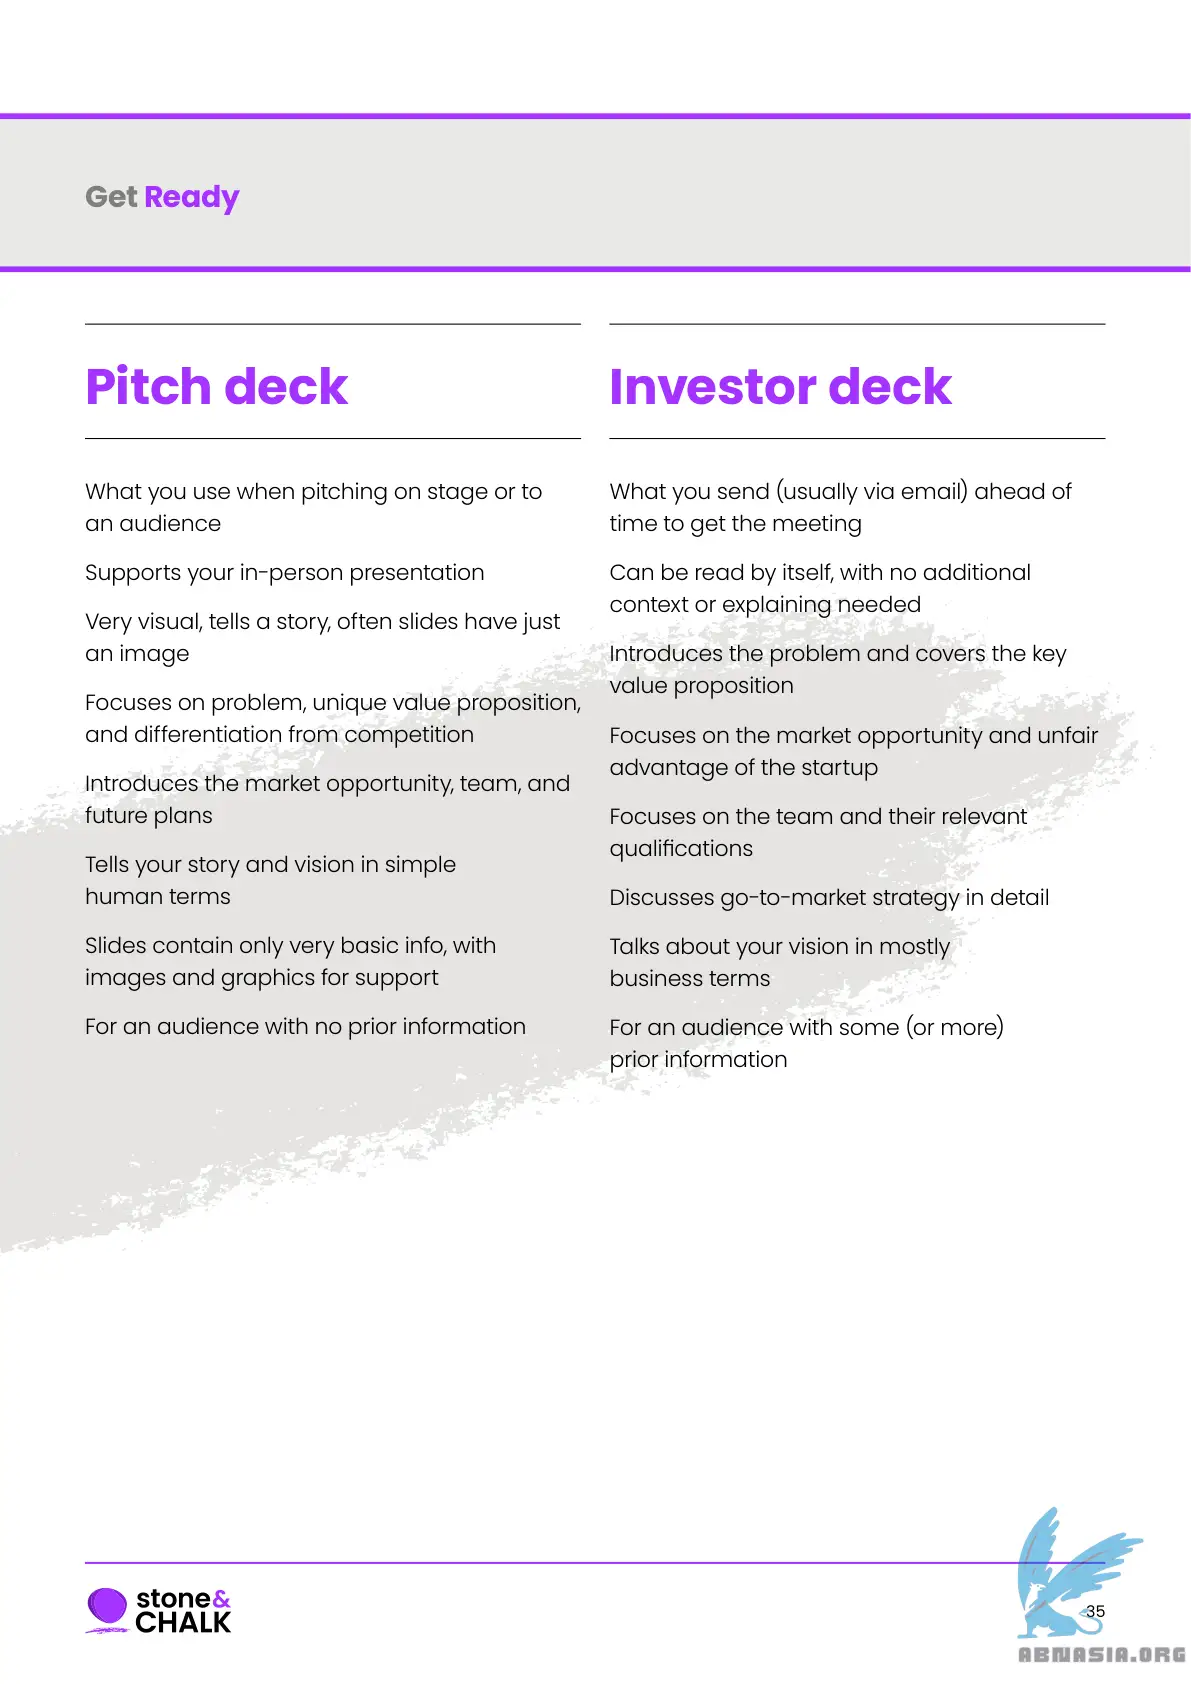 Get Ready
Pitch deck
What you use when pitching on stage or to
an audience
Supports your in-person presentation
Very visual, tells a story, often slides have just
an image
Focuses on problem, unique value proposition,
and differentiation from competition
Introduces the market opportunity, team, and
future plans
Tells your story and vision in simple
human terms
Slides contain only very basic info, with
images and graphics for support
For an audience with no prior information
Investor deck
What you send (usually via email) ahead of
time to get the meeting
Can be read by itself, with no additional
context or explaining needed
Introduces the problem and covers the key
value proposition
Focuses on the market opportunity and unfair
advantage of the startup
Focuses on the team and their relevant
qualifications
Discusses go-to-market strategy in detail
Talks about your vision in mostly
business terms
For an audience with some (or more)
prior information
stone&
CHALK
35
ABNASIA.ORG